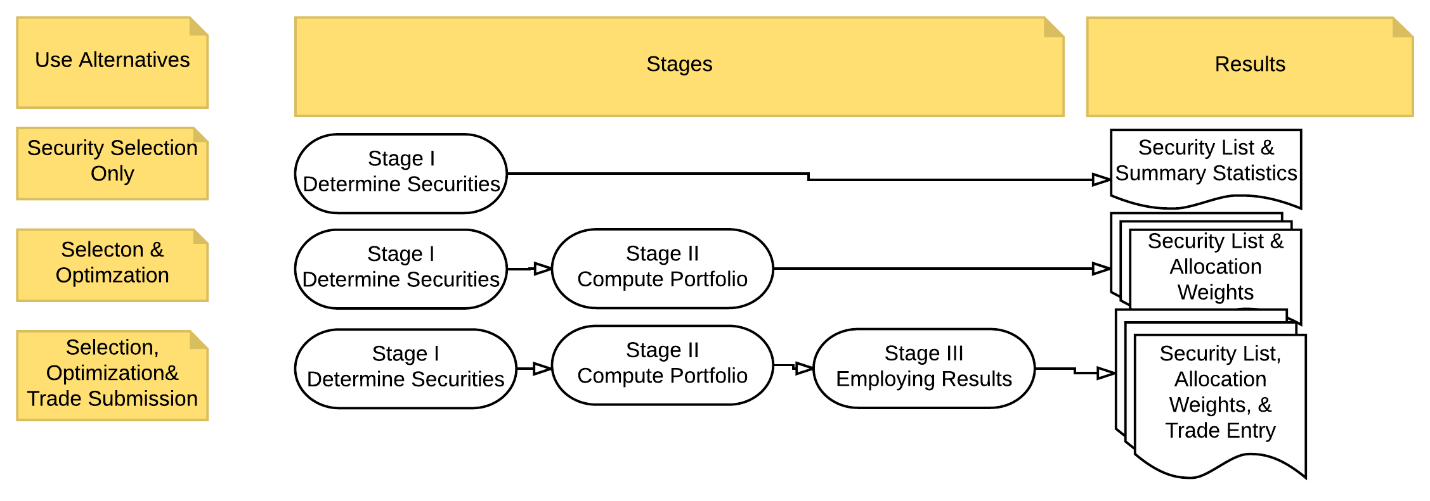 Use Alternatives
Stages
Results
Security Selection
Only
Stage I
Determine Securities
Security List &
Summary Statistics
Selecton &
Optimzation
Stage I
Determine Securities
Stage II
Compute Portfolio
Security List &
Allocation
Weights
Selection,
Optimization&
Trade Submission
Stage I
Determine Securities
Stage II
Compute Portfolio
Stage III
Employing Results
Security List,
Allocation
Weights, &
Trade Entry